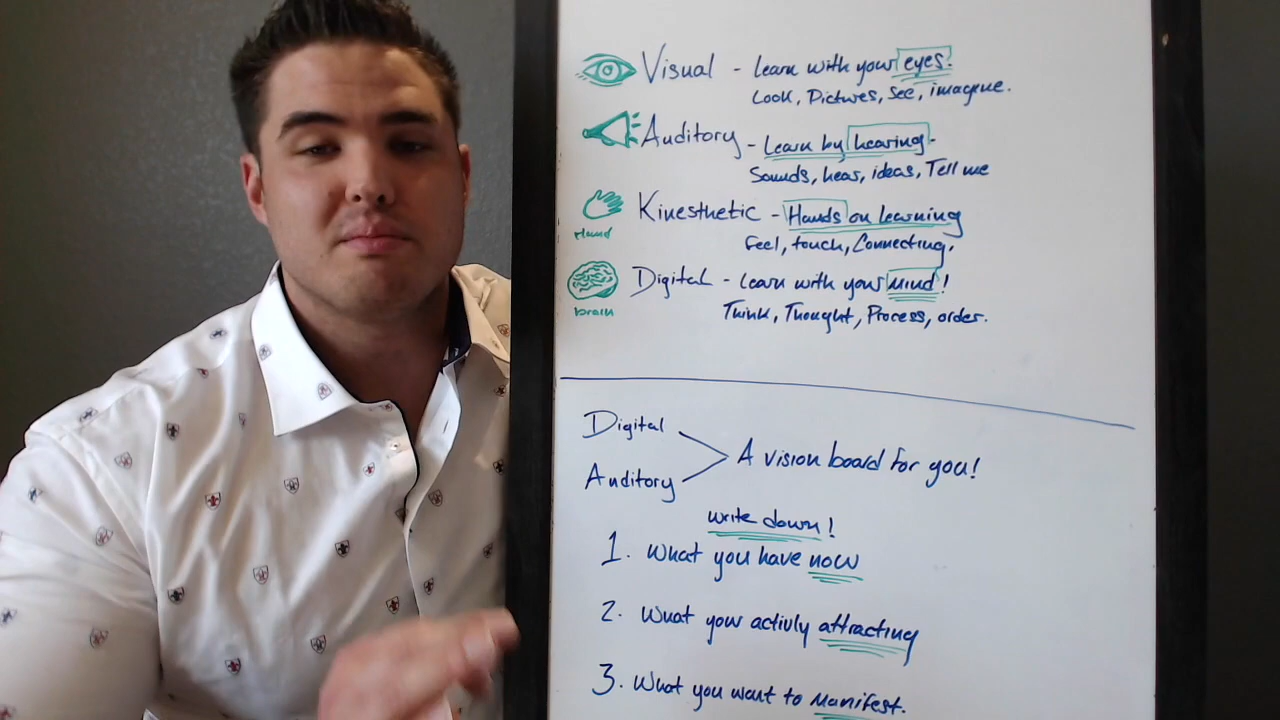 Visual - Learn with your eyes!
Look, Pictures, See, imagine.
Auditory - Learn by hearing.
Sounds, hear, ideas, Tell me
Kinesthetic - Hands on learning
Hand
Feel, touch, Connecting,
Digital - Learn with your Mind!
brain
Think, Thought, Process, order.
Digital
A vision board for you!
Auditory
write down!
1. What you have now
2. What your activly attracting
3. What you want to Manifest.